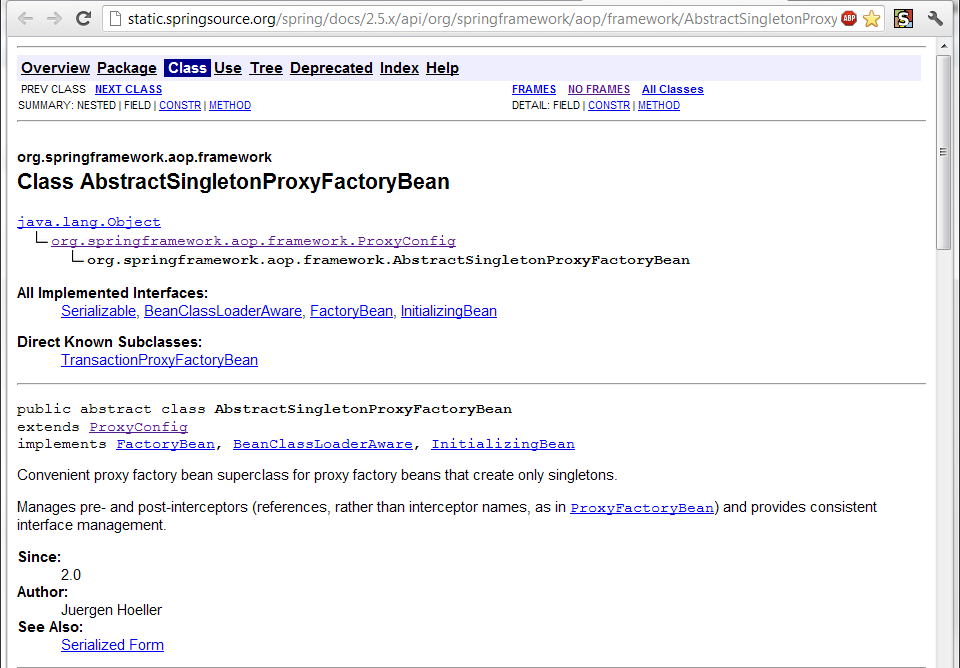 static.springsource.org/spring/docs/2.5.x/api/org/springframework/aop/framework/AbstractSingletonProxy
ABP
S
Overview Package Class Use Tree Deprecated Index Help
PREV CLASS NEXT CLASS FRAMES NO FRAMES All Classes
SUMMARY: NESTED | FIELD | CONSTR | METHOD DETAIL: FIELD | CONSTR | METHOD
org.springframework.aop.framework
Class AbstractSingletonProxyFactoryBean
java.lang.Object
org.springframework.aop.framework.ProxyConfig
org.springframework.aop.framework.AbstractSingletonProxyFactoryBean
All Implemented Interfaces:
Serializable, BeanClassLoaderAware, FactoryBean, InitializingBean
Direct Known Subclasses:
TransactionProxyFactoryBean
public abstract class AbstractSingletonProxyFactoryBean
extends ProxyConfig
implements FactoryBean, BeanClassLoaderAware, InitializingBean
Convenient proxy factory bean superclass for proxy factory beans that create only singletons.
Manages pre- and post-interceptors (references, rather than interceptor names, as in ProxyFactoryBean) and provides consistent
interface management.
Since:
2.0
Author:
Juergen Hoeller
See Also:
Serialized Form